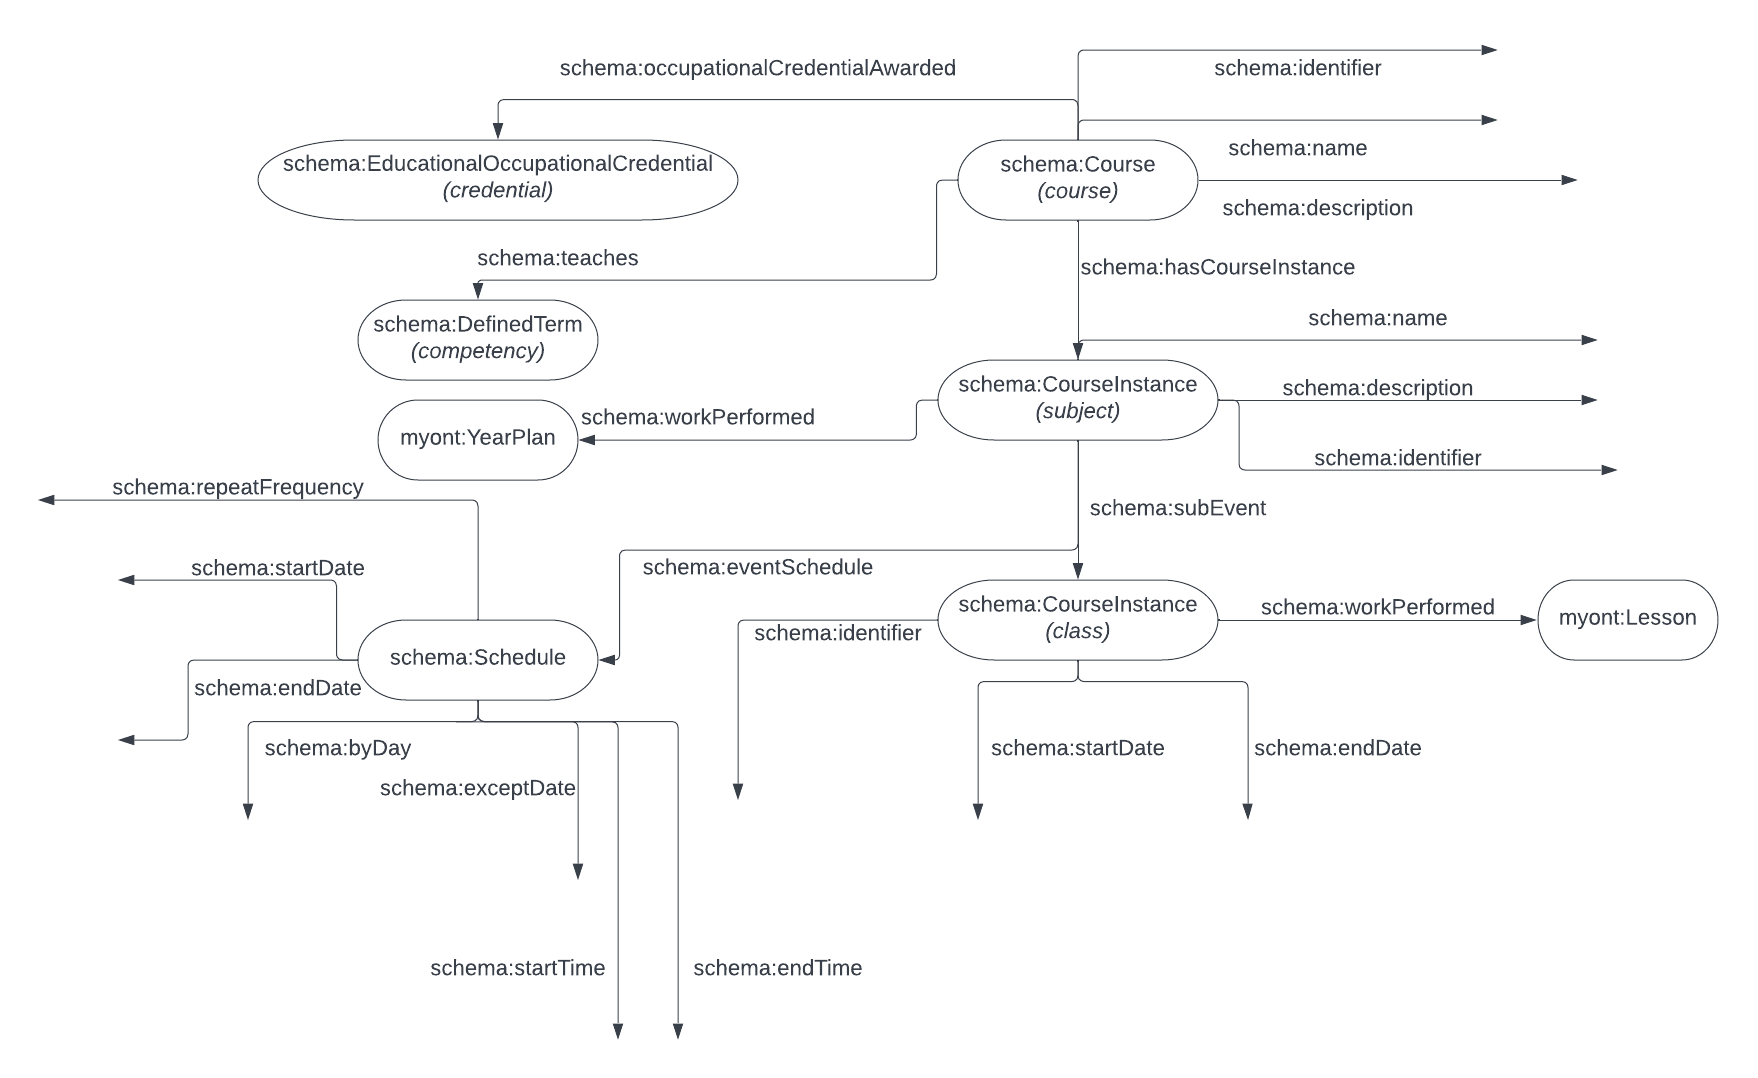 schema:occupationalCredentialAwarded
schema:identifier
schema:name
schema:EducationalOccupationalCredential
(credential)
schema:Course
(course)
schema:description
schema:teaches
schema:hasCourseInstance
schema:DefinedTerm
(competency)
schema:name
schema:CourseInstance
(subject)
schema:description
schema:workPerformed
myont:YearPlan
schema:identifier
schema:repeatFrequency
schema:subEvent
schema:startDate
schema:eventSchedule
schema:CourseInstance
(class)
schema:workPerformed
myont:Lesson
schema:identifier
schema:Schedule
schema:endDate
schema:byDay
schema:startDate
schema:endDate
schema:exceptDate
schema:startTime
schema:endTime